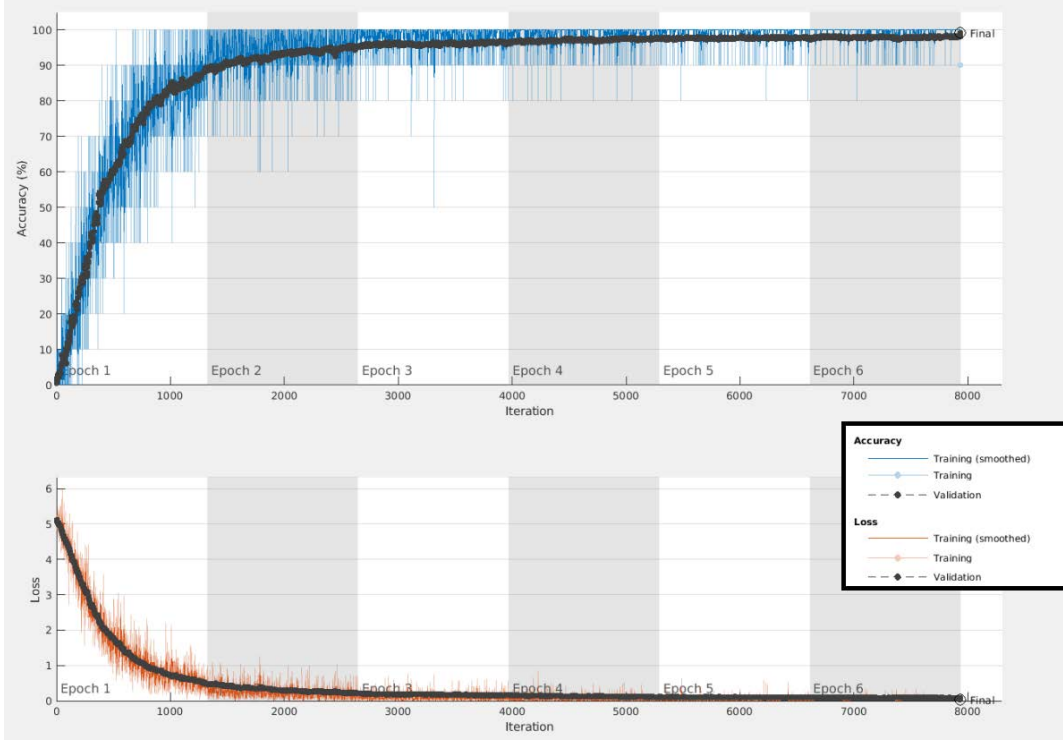 100
90
80
70
60
50
40
30
20
10
0
Accuracy (%)
Final
Epoch 1
Epoch 2
Epoch 3
Epoch 4
Epoch 5
Epoch 6
0 1000 2000 3000 4000 5000 6000 7000 8000
Iteration
Accuracy
Training (smoothed)
Training
Validation
Loss
Training (smoothed)
Training
Validation
6
5
4
3
2
1
0
Loss
Epoch 1
Epoch 2
Epoch 3
Epoch 4
Epoch 5
Epoch 6
Final
0 1000 2000 3000 4000 5000 6000 7000 8000
Iteration